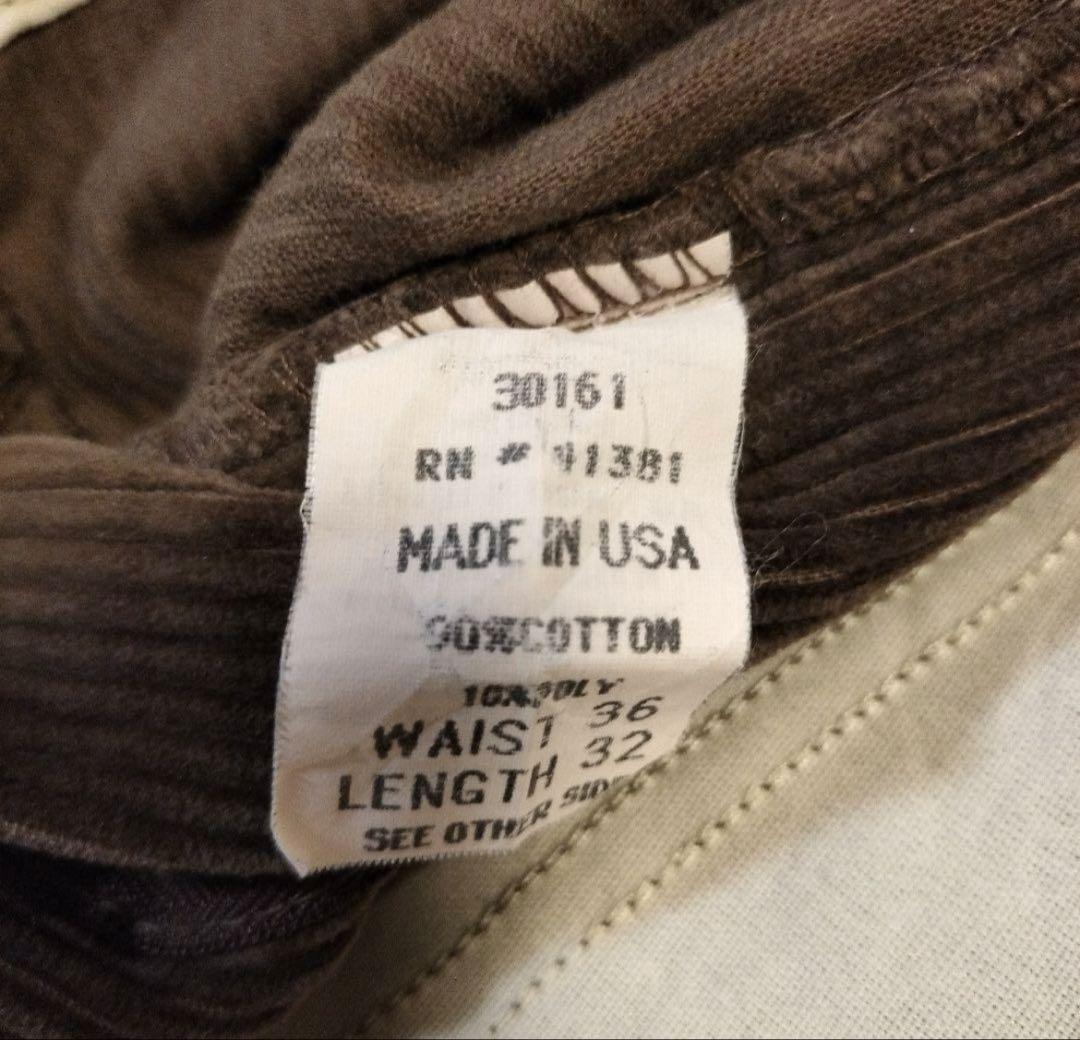 30161
RN # 41381
MADE IN USA
90%COTTON
10%POLY
WAIST 36
LENGTH 32
SEE OTHER SIDE